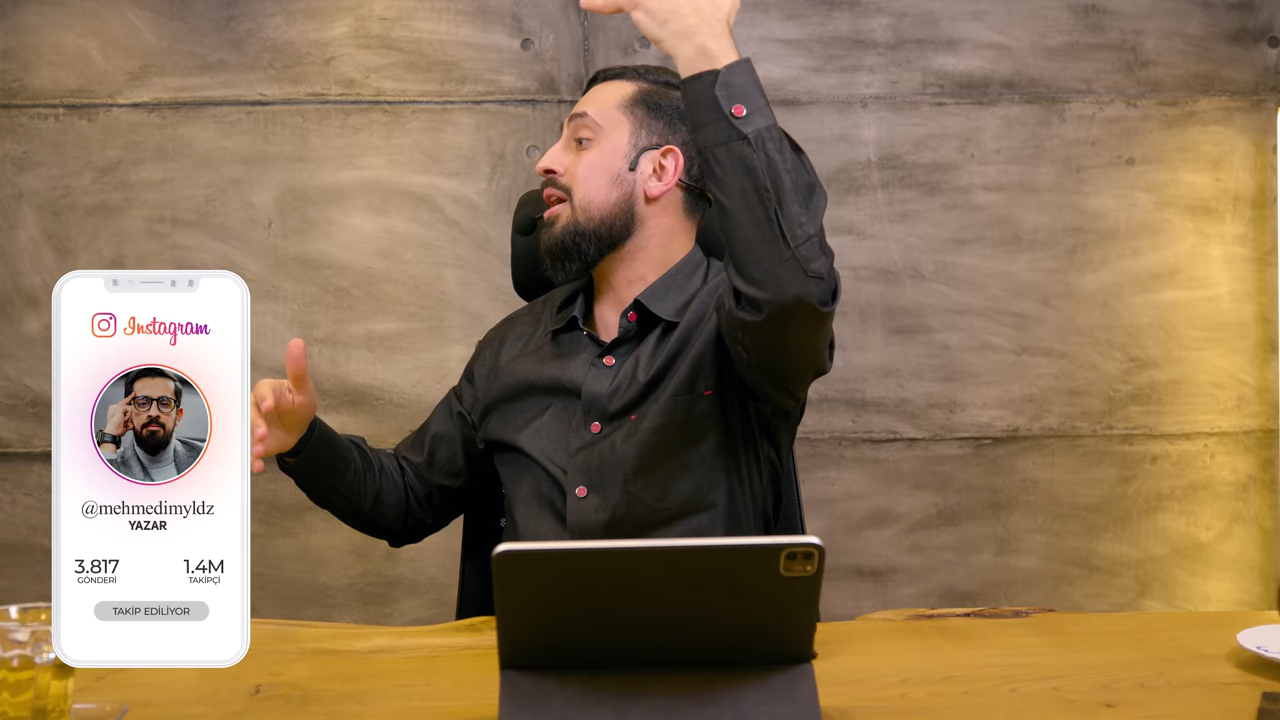 Instagram
@mehmedimyldz
YAZAR
3.817 1.4M
GÖNDERİ TAKİPÇİ
TAKİP EDİLİYOR